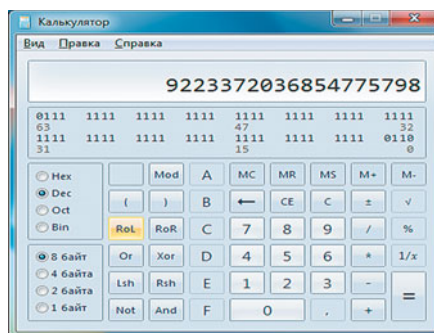 Калькулятор
Вид Правка Справка
9223372036854775798
0111 1111 1111 1111 1111 1111 1111 1111
63 47 32
1111 1111 1111 1111 1111 1111 1111 0110
31 15 0
Hex Mod A MC MR MS M+ M-
Dec ( ) B ← CE C ± √
Oct
Bin RoL RoR C 7 8 9 / %
8 байт Or Xor D 4 5 6 * 1/x
4 байта
2 байта Lsh Rsh E 1 2 3 - =
1 байт Not And F 0 , +